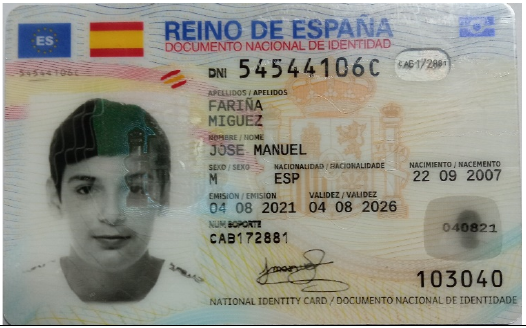 ES
REINO DE ESPAÑA
DOCUMENTO NACIONAL DE IDENTIDAD
54544106C
DNI 54544106C
APELLIDOS / APELIDOS
FARIÑA
MIGUEZ
NOMBRE / NOME
JOSE MANUEL
SEXO / SEXO NACIONALIDAD / NACIONALIDADE NACIMIENTO / NACEMENTO
M ESP 22 09 2007
EMISIÓN / EMISIÓN VALIDEZ / VALIDEZ
04 08 2021 04 08 2026
NUM SOPORTE
CAB172881
040821
103040
NATIONAL IDENTITY CARD / DOCUMENTO NACIONAL DE IDENTIDADE